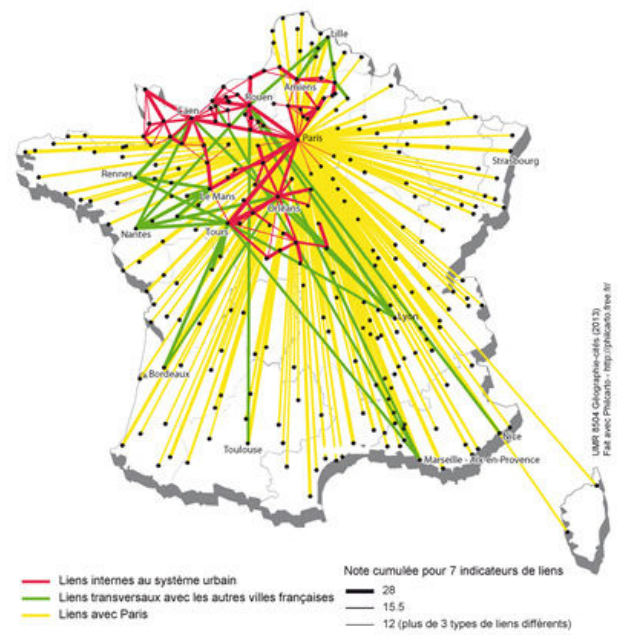 Lille
Amiens
Rouen
Caen
Paris
Strasbourg
Rennes
Le Mans
Orléans
Nantes
Tours
Lyon
Bordeaux
Toulouse
Nice
Marseille - Aix-en-Provence
UMR 8504 Géographie-cités (2013)
Fait avec Philcarto - http://philcarto.free.fr/
Liens internes au système urbain
Liens transversaux avec les autres villes françaises
Liens avec Paris
Note cumulée pour 7 indicateurs de liens
28
15.5
12 (plus de 3 types de liens différents)